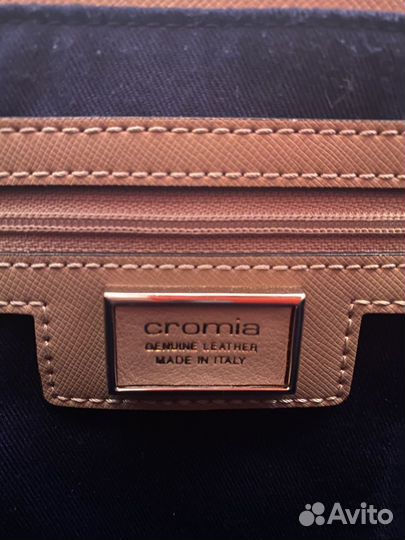 cromia
GENUINE LEATHER
MADE IN ITALY
Avito